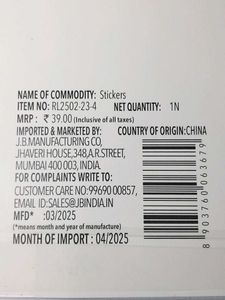 NAME OF COMMODITY: Stickers
ITEM NO: RL2502-23-4 NET QUANTITY: 1N
MRP : ₹ 39.00 (Inclusive of all taxes)
IMPORTED & MARKETED BY: COUNTRY OF ORIGIN:CHINA
J.B.MANUFACTURING CO,
JHAVERI HOUSE,348,A.R.STREET,
MUMBAI 400 003, INDIA.
FOR COMPLAINTS WRITE TO:
CUSTOMER CARE NO:99690 00857,
EMAIL ID:SALES@JBINDIA.IN
MFD* :03/2025
(*means month and year of manufacture)
MONTH OF IMPORT : 04/2025
8 903760 063679